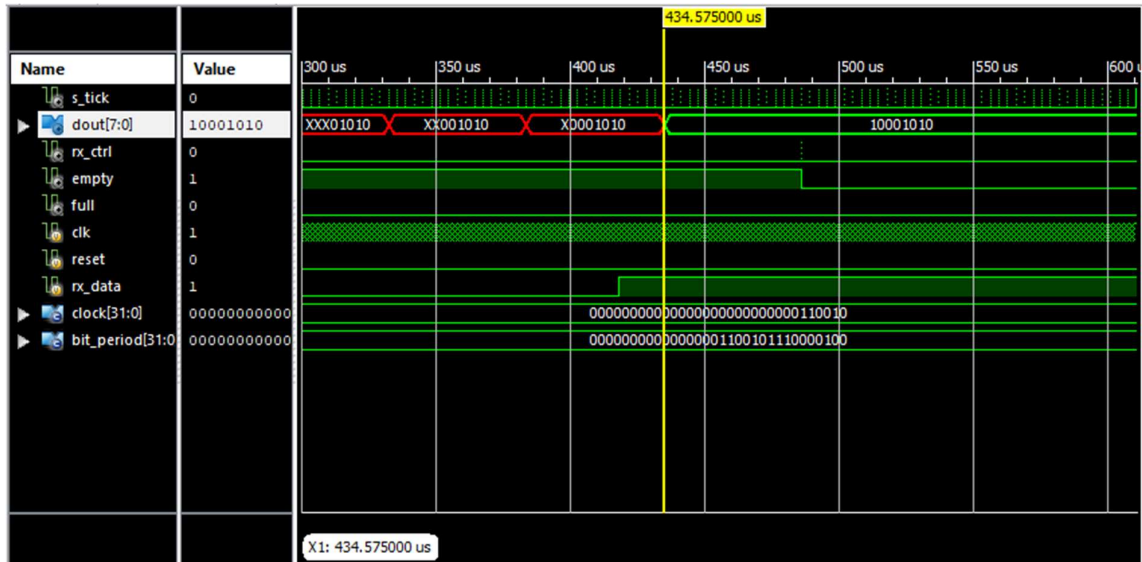 434.575000 us
Name Value
300 us 350 us 400 us 450 us 500 us 550 us 600 u
s_tick 0
dout[7:0] 10001010 XXX01010 XX001010 X0001010 10001010
rx_ctrl 0
empty 1
full 0
clk 1
reset 0
rx_data 1
clock[31:0] 00000000000 00000000000000000000000000110010
bit_period[31:0 00000000000 00000000000000001100101110000100
X1: 434.575000 us